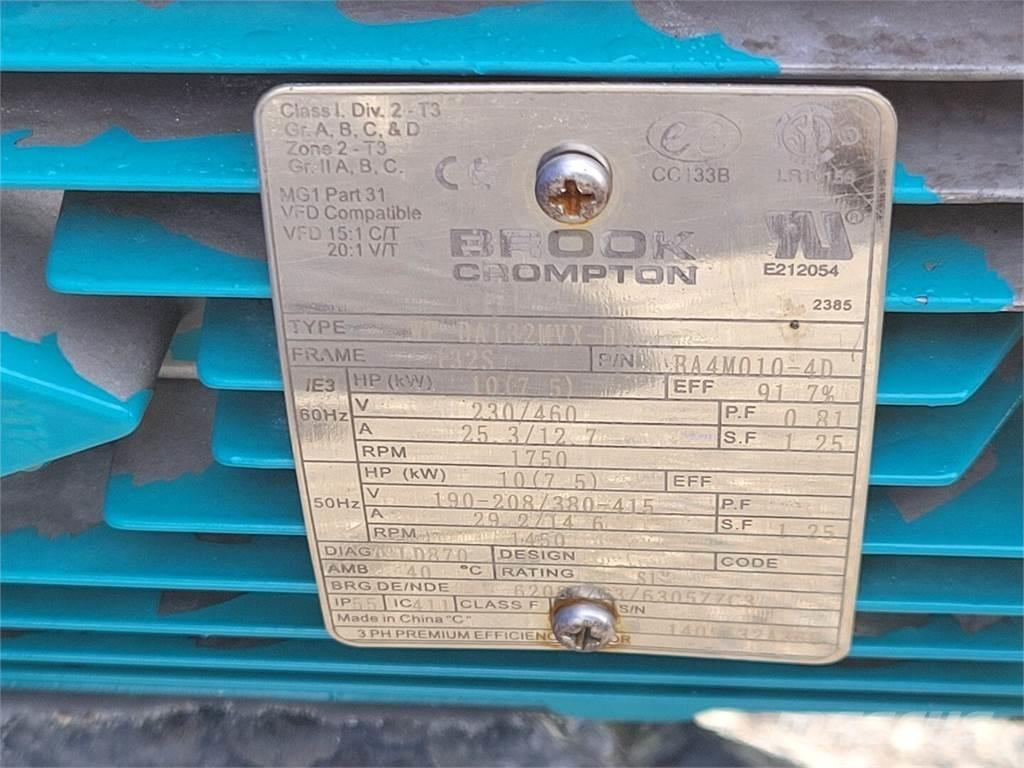 Class I. Div. 2 - T3
Gr. A, B, C, & D
Zone 2 - T3
Gr. II A, B, C.
MG1 Part 31
VFD Compatible
VFD 15:1 C/T
20:1 V/T
CE
CC133B
BROOK
CROMPTON
E212054
2385
TYPE
FRAME 132S P/N RA4M010-4D
/E3 HP (kW) 10(7.5) EFF 91.7%
60Hz V 230/460 P.F 0.81
A 25.3/12.7 S.F 1.25
RPM 1750
HP (kW) 10(7.5) EFF
50Hz V 190-208/380-415 P.F
A 29.2/14.6 S.F 1.25
RPM 1450
DIAG LD870 DESIGN CODE
AMB 40 °C RATING S1
BRG DE/NDE /6305ZZC3
IP55 IC411 CLASS F S/N
Made in China "C"
3 PH PREMIUM EFFICIENCY